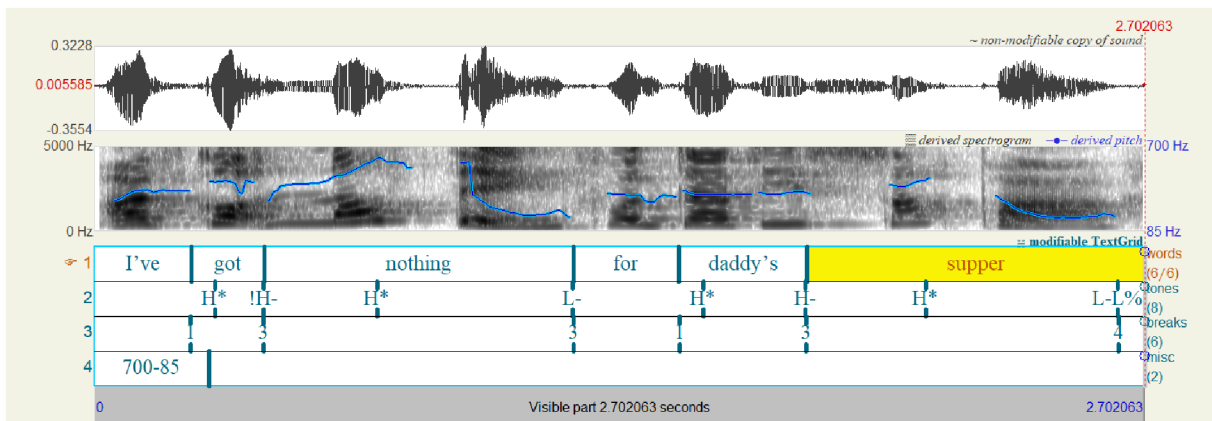 2.702063
0.3228
~ non-modifiable copy of sound
0.005585
-0.3554
5000 Hz
derived spectrogram
derived pitch
700 Hz
0 Hz
85 Hz
modifiable TextGrid
1 I've got nothing for daddy's supper words (6/6)
2 H* !H- H* L- H* H- H* L-L% tones (8)
3 1 3 3 1 3 4 breaks (6)
4 700-85 misc (2)
0 Visible part 2.702063 seconds 2.702063